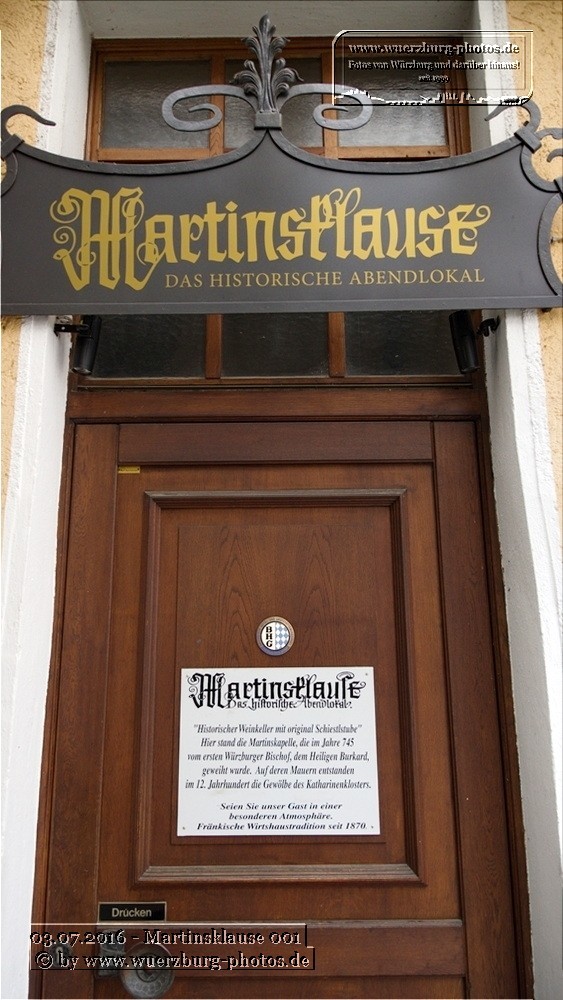 www.wuerzburg-photos.de
Fotos von Würzburg und darüber hinaus!
seit 1998
Martinsklause
DAS HISTORISCHE ABENDLOKAL
BHG
Martinsklause
Das historische Abendlokal.
"Historischer Weinkeller mit original Schiestlstube"
Hier stand die Martinskapelle, die im Jahre 745
vom ersten Würzburger Bischof, dem Heiligen Burkard,
geweiht wurde. Auf deren Mauern entstanden
im 12. Jahrhundert die Gewölbe des Katharinenklosters.
Seien Sie unser Gast in einer
besonderen Atmosphäre.
Fränkische Wirtshaustradition seit 1870.
Drücken
03.07.2016 - Martinsklause 001
© by www.wuerzburg-photos.de